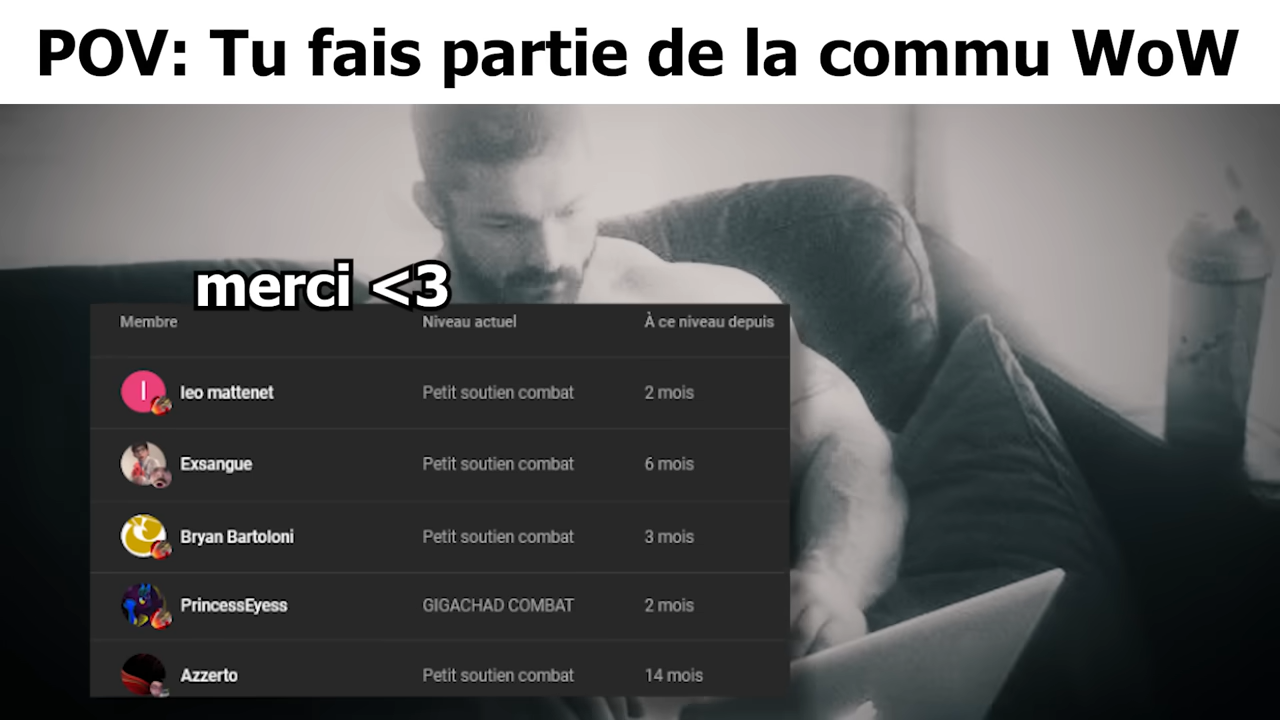 POV: Tu fais partie de la commu WoW
merci <3
Membre Niveau actuel À ce niveau depuis
l leo mattenet Petit soutien combat 2 mois
Exsangue Petit soutien combat 6 mois
Bryan Bartoloni Petit soutien combat 3 mois
PrincessEyess GIGACHAD COMBAT 2 mois
Azzerto Petit soutien combat 14 mois